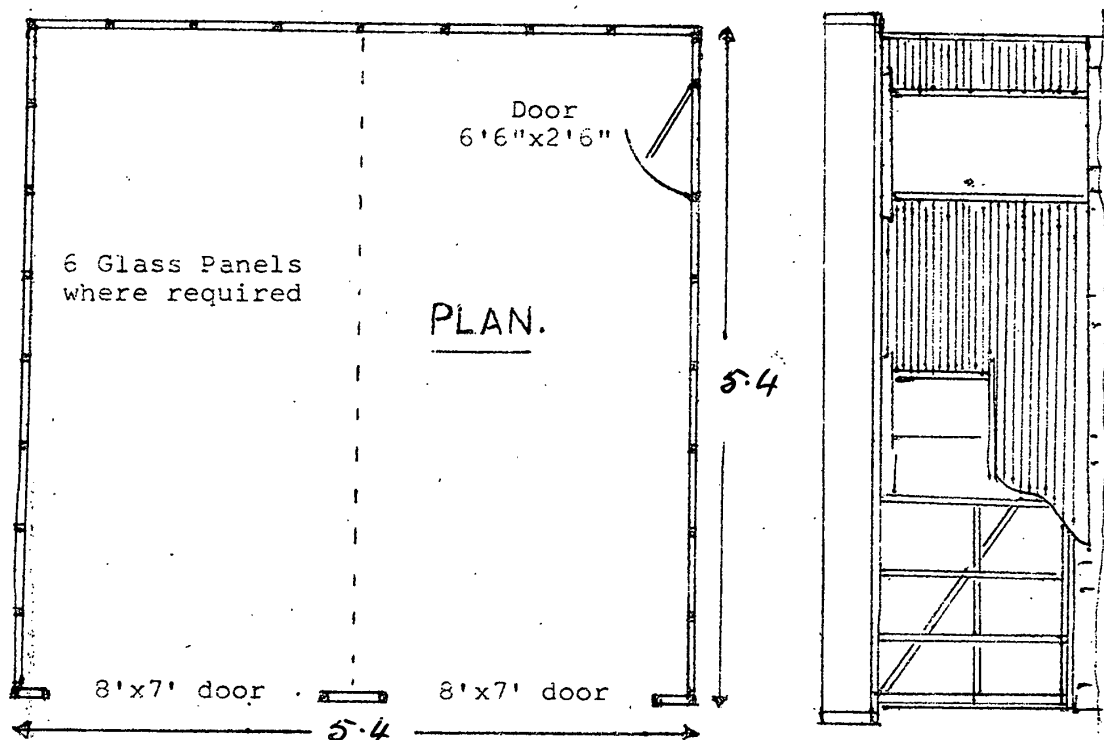 Door
6'6"x2'6"
6 Glass Panels
where required
PLAN.
5.4
8'x7' door
8'x7' door
5.4